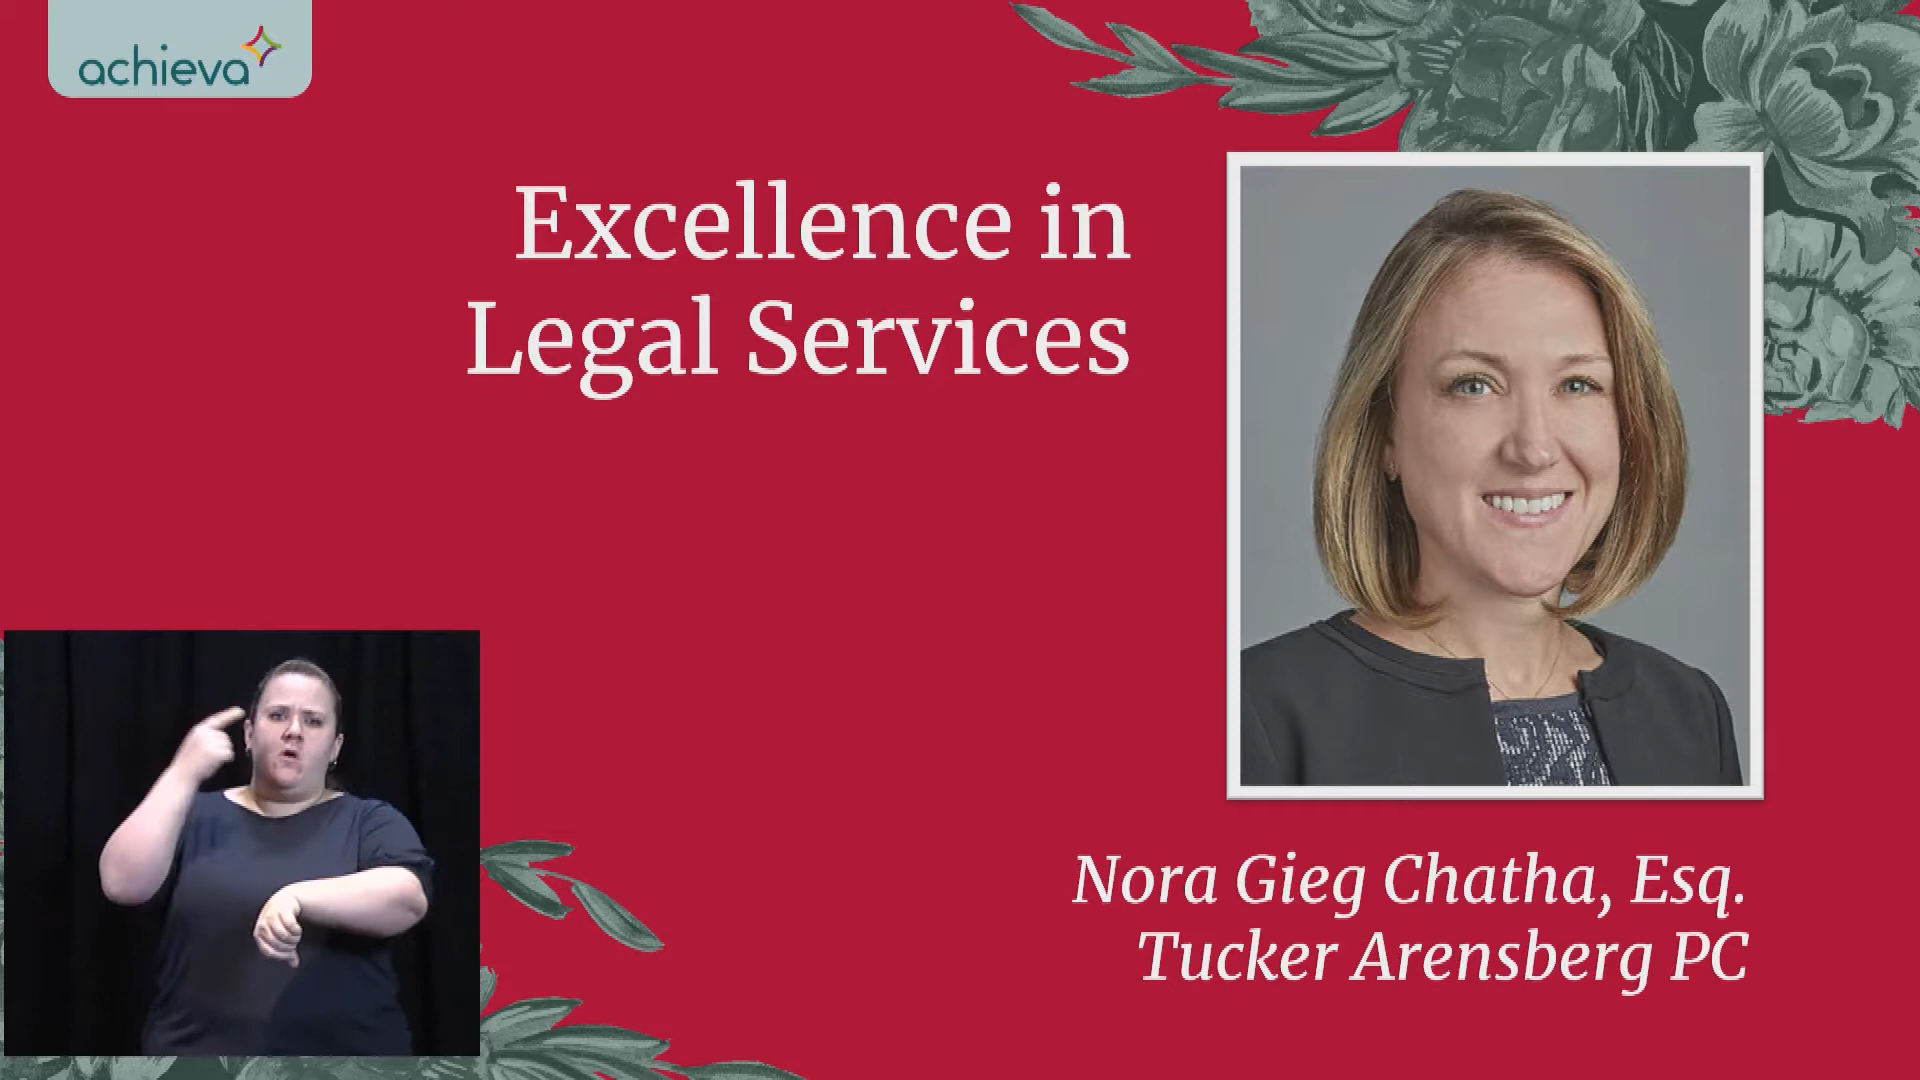 achieva
Excellence in
Legal Services
Nora Gieg Chatha, Esq.
Tucker Arensberg PC